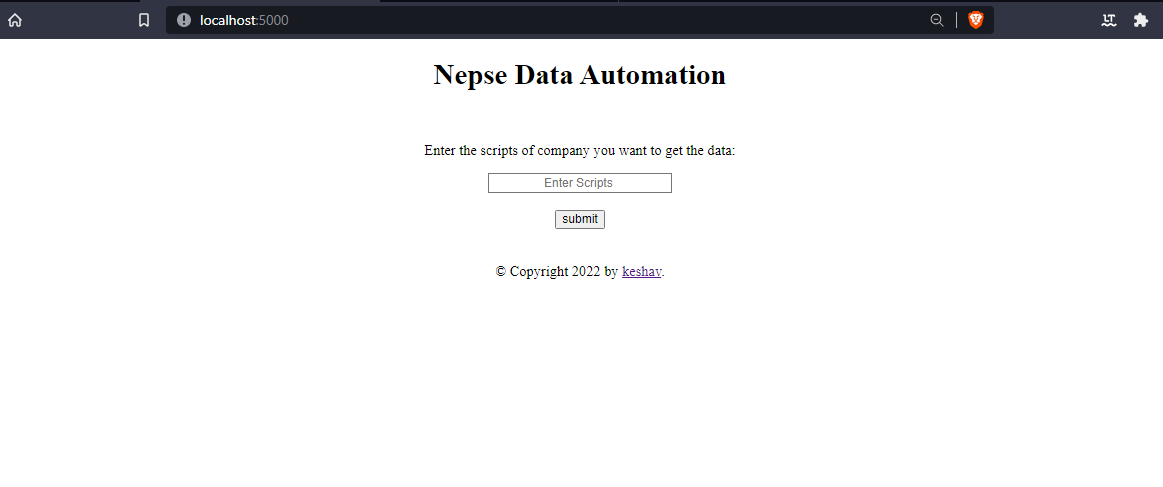 localhost:5000
Nepse Data Automation
Enter the scripts of company you want to get the data:
Enter Scripts
submit
© Copyright 2022 by keshav.